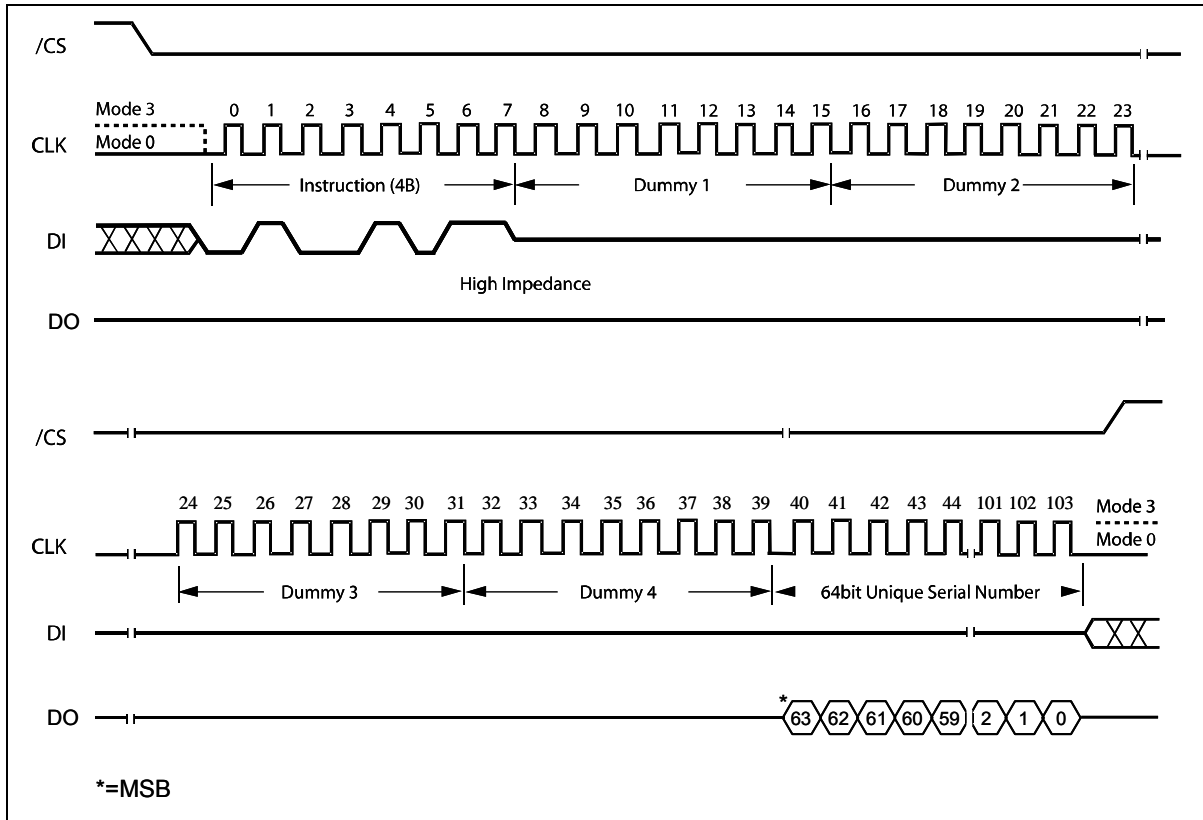 /CS
Mode 3
0 1 2 3 4 5 6 7 8 9 10 11 12 13 14 15 16 17 18 19 20 21 22 23
CLK
Mode 0
Instruction (4B) Dummy 1 Dummy 2
DI
High Impedance
DO
/CS
24 25 26 27 28 29 30 31 32 33 34 35 36 37 38 39 40 41 42 43 44 101 102 103
Mode 3
CLK
Mode 0
Dummy 3 Dummy 4 64bit Unique Serial Number
DI
*
DO 63 62 61 60 59 2 1 0
*=MSB